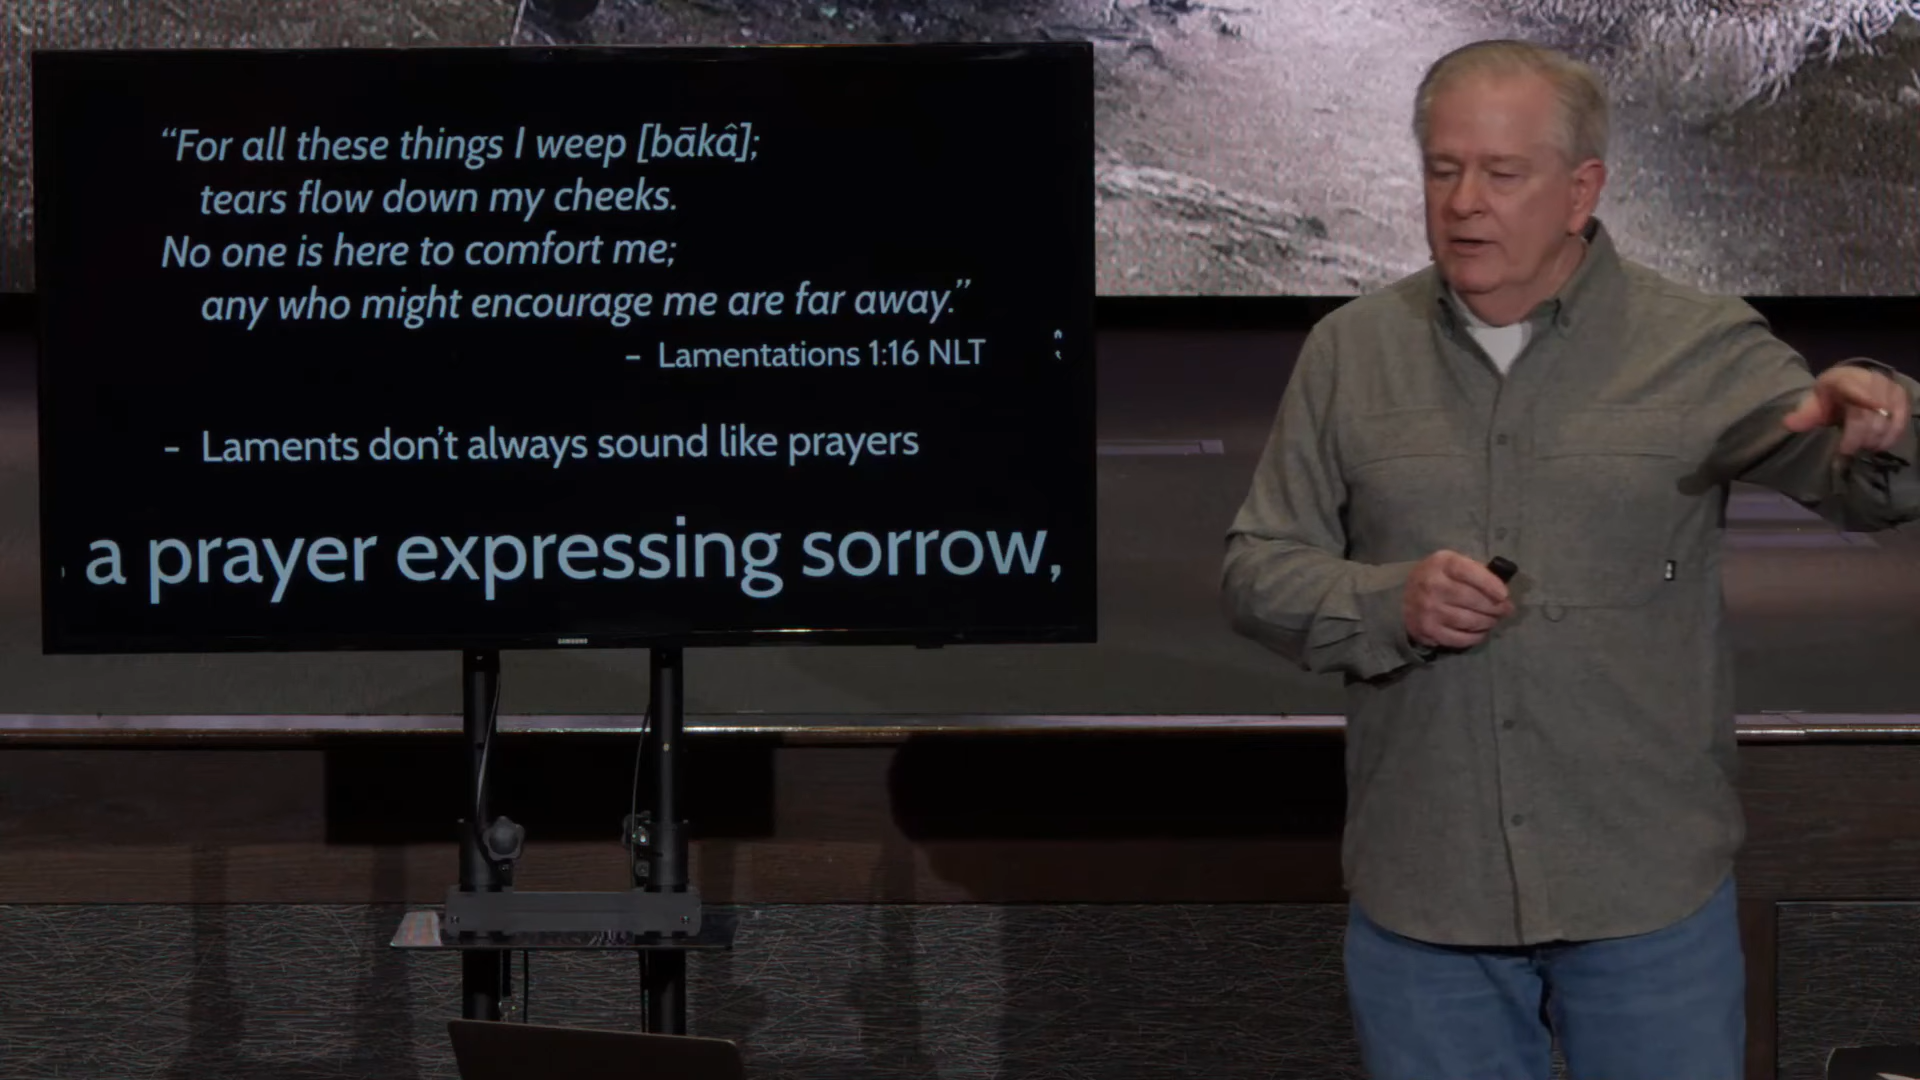 “For all these things I weep [bākâ];
tears flow down my cheeks.
No one is here to comfort me;
any who might encourage me are far away.”
– Lamentations 1:16 NLT
- Laments don’t always sound like prayers
a prayer expressing sorrow,
SAMSUNG